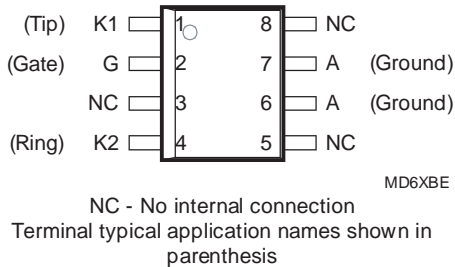 (Tip) K1 1 8 NC
(Gate) G 2 7 A (Ground)
NC 3 6 A (Ground)
(Ring) K2 4 5 NC
MD6XBE
NC - No internal connection
Terminal typical application names shown in
parenthesis